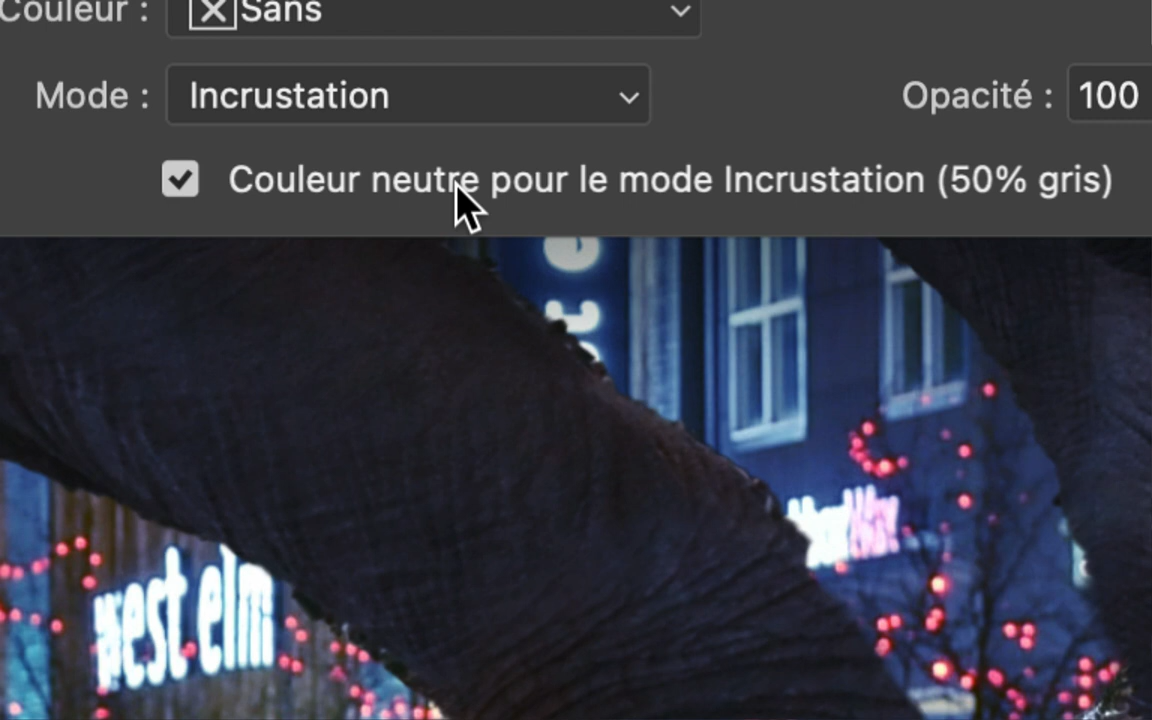 Couleur : Sans
Mode : Incrustation Opacité : 100
Couleur neutre pour le mode Incrustation (50% gris)
west elm